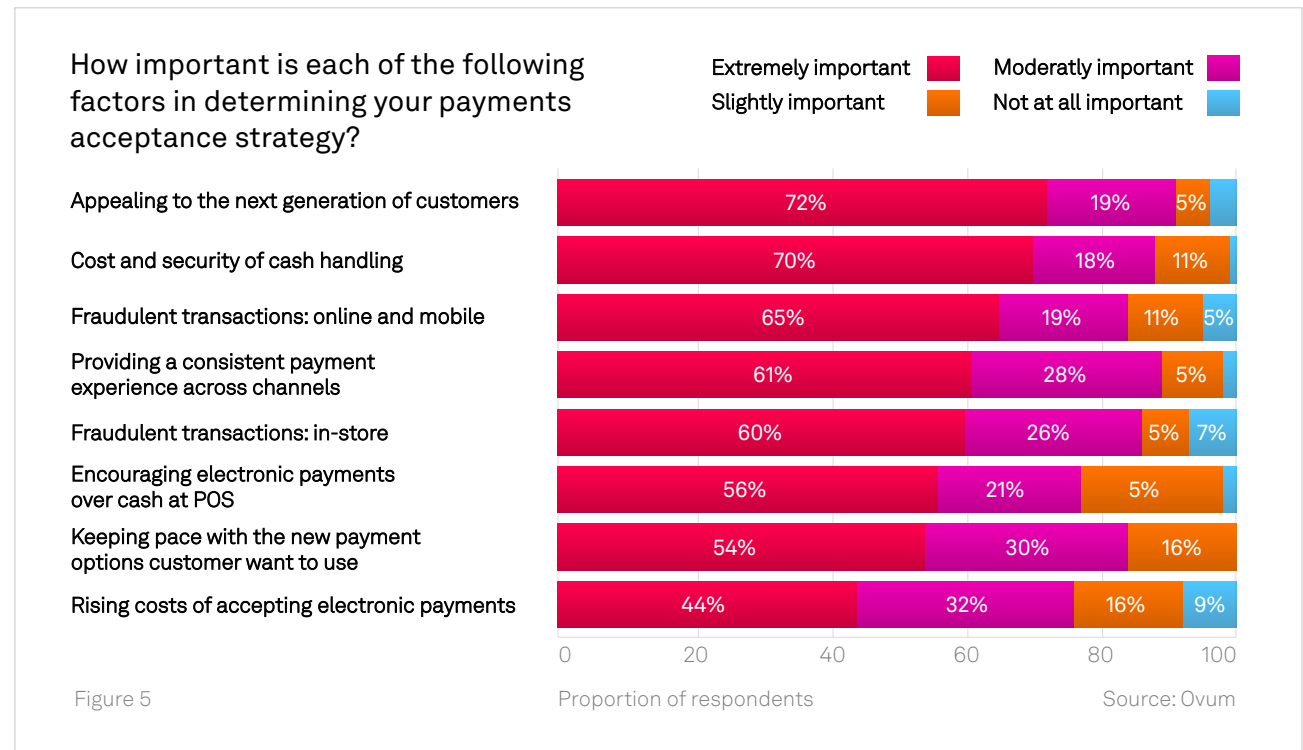 How important is each of the following
factors in determining your payments
acceptance strategy?
Extremely important
Moderatly important
Slightly important
Not at all important
Appealing to the next generation of customers
72%
19%
5%
Cost and security of cash handling
70%
18%
11%
Fraudulent transactions: online and mobile
65%
19%
11%
5%
Providing a consistent payment
experience across channels
61%
28%
5%
Fraudulent transactions: in-store
60%
26%
5%
7%
Encouraging electronic payments
over cash at POS
56%
21%
5%
Keeping pace with the new payment
options customer want to use
54%
30%
16%
Rising costs of accepting electronic payments
44%
32%
16%
9%
0
20
40
60
80
100
Figure 5
Proportion of respondents
Source: Ovum